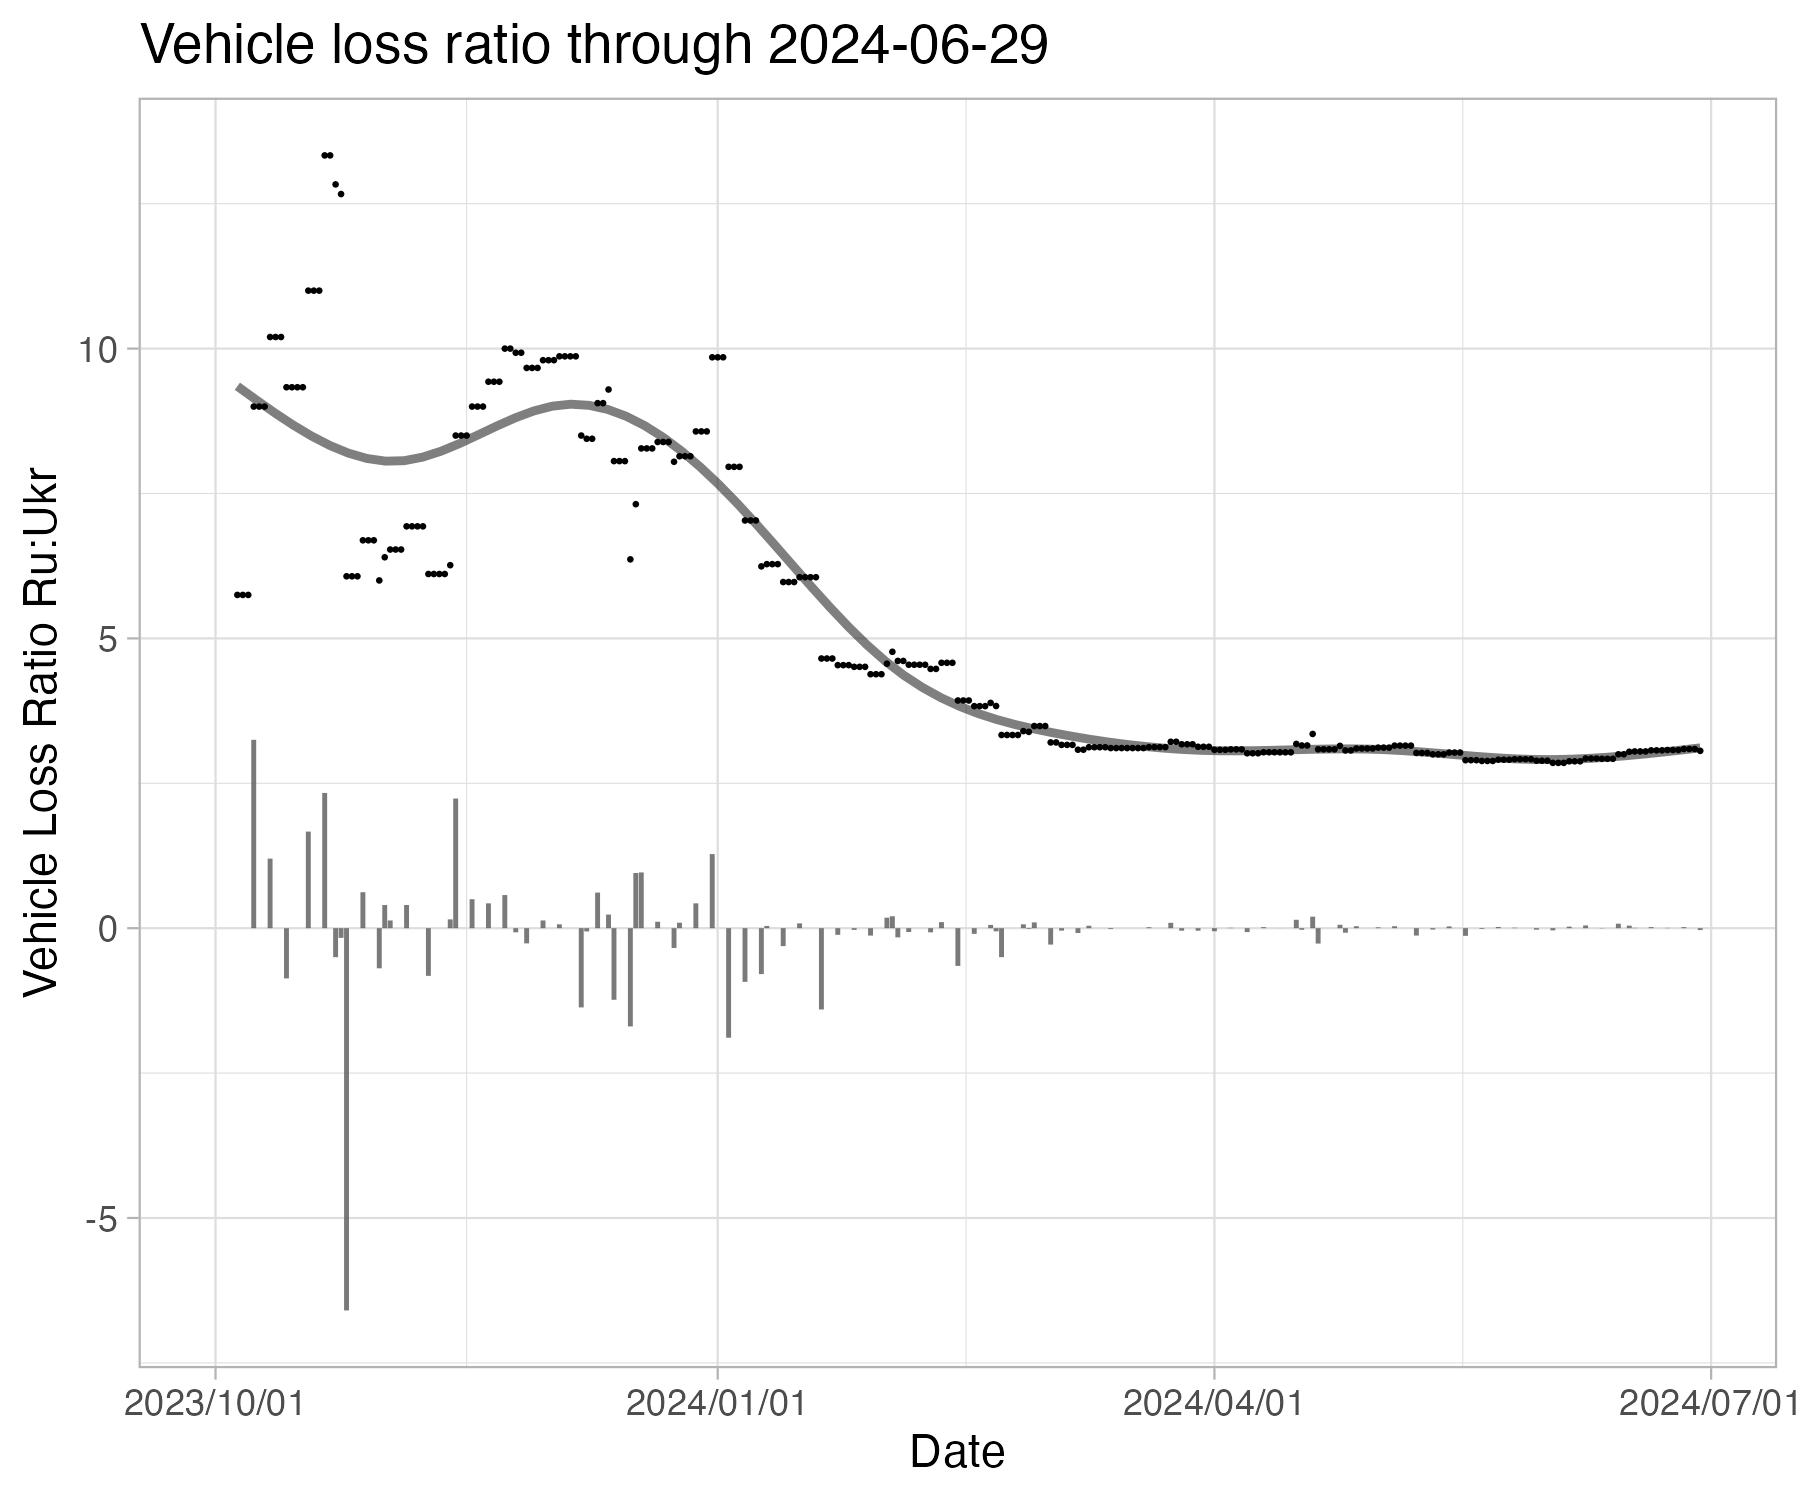 Vehicle loss ratio through 2024-06-29
Vehicle Loss Ratio Ru:Ukr
10
5
0
-5
2023/10/01
2024/01/01
2024/04/01
2024/07/01
Date